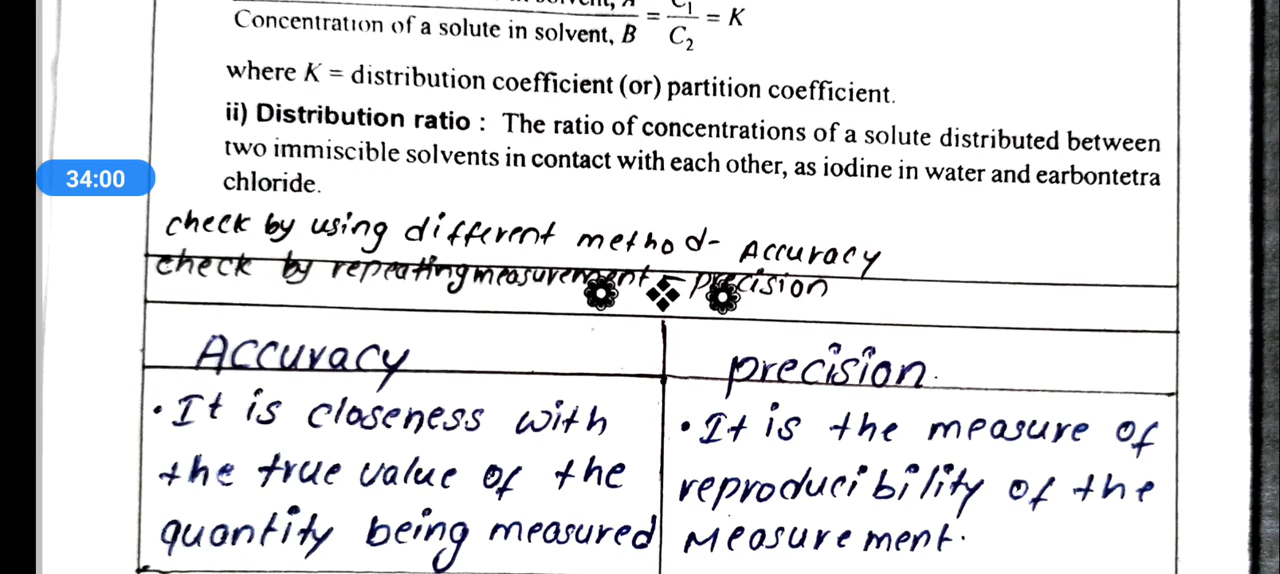 Concentration of a solute in solvent, B = C₁/C₂ = K
where K = distribution coefficient (or) partition coefficient.
ii) Distribution ratio : The ratio of concentrations of a solute distributed between
two immiscible solvents in contact with each other, as iodine in water and earbontetra
34:00
chloride.
check by using different method- Accuracy
check by repeating measurement - precision
Accuracy
precision.
• It is closeness with
the true value of the
quantity being measured
• It is the measure of
reproducibility of the
Measurement.